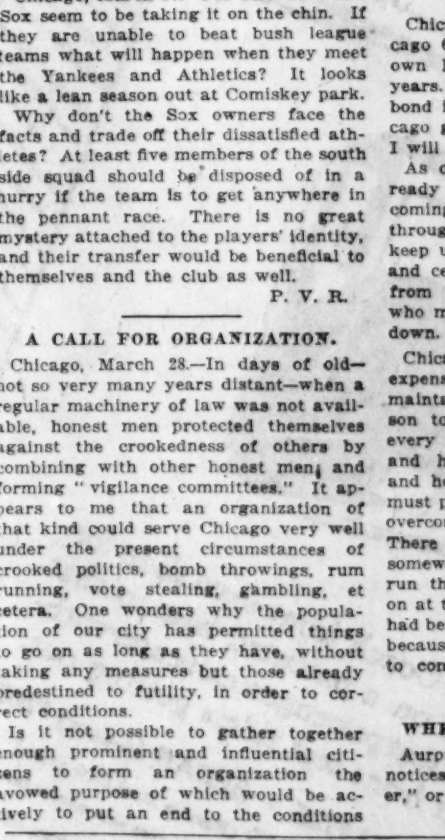 Sox seem to be taking it on the chin. If
they are unable to beat bush league
teams what will happen when they meet
the Yankees and Athletics? It looks
like a lean season out at Comiskey park.
Why don't the Sox owners face the
facts and trade off their dissatisfied ath-
letes? At least five members of the south
side squad should be disposed of in a
hurry if the team is to get anywhere in
the pennant race. There is no great
mystery attached to the players' identity,
and their transfer would be beneficial to
themselves and the club as well.
P. V. R.
A CALL FOR ORGANIZATION.
Chicago, March 28.—In days of old—
not so very many years distant—when a
regular machinery of law was not avail-
able, honest men protected themselves
against the crookedness of others by
combining with other honest men, and
forming "vigilance committees." It ap-
pears to me that an organization of
that kind could serve Chicago very well
under the present circumstances of
crooked politics, bomb throwings, rum
running, vote stealing, gambling, et
cetera. One wonders why the popula-
tion of our city has permitted things
to go on as long as they have, without
taking any measures but those already
predestined to futility, in order to cor-
rect conditions.
Is it not possible to gather together
enough prominent and influential citi-
zens to form an organization the
avowed purpose of which would be ac-
tively to put an end to the conditions
Chic
cago
own
years.
bond
cago
I will
As
ready
coming
throug
keep
and ce
from
who m
down.
Chic
expens
mainta
son to
every
and h
and he
must
overco
There
somew
run th
on at t
had be
becaus
to con
WHE
Auro
notices
er," or